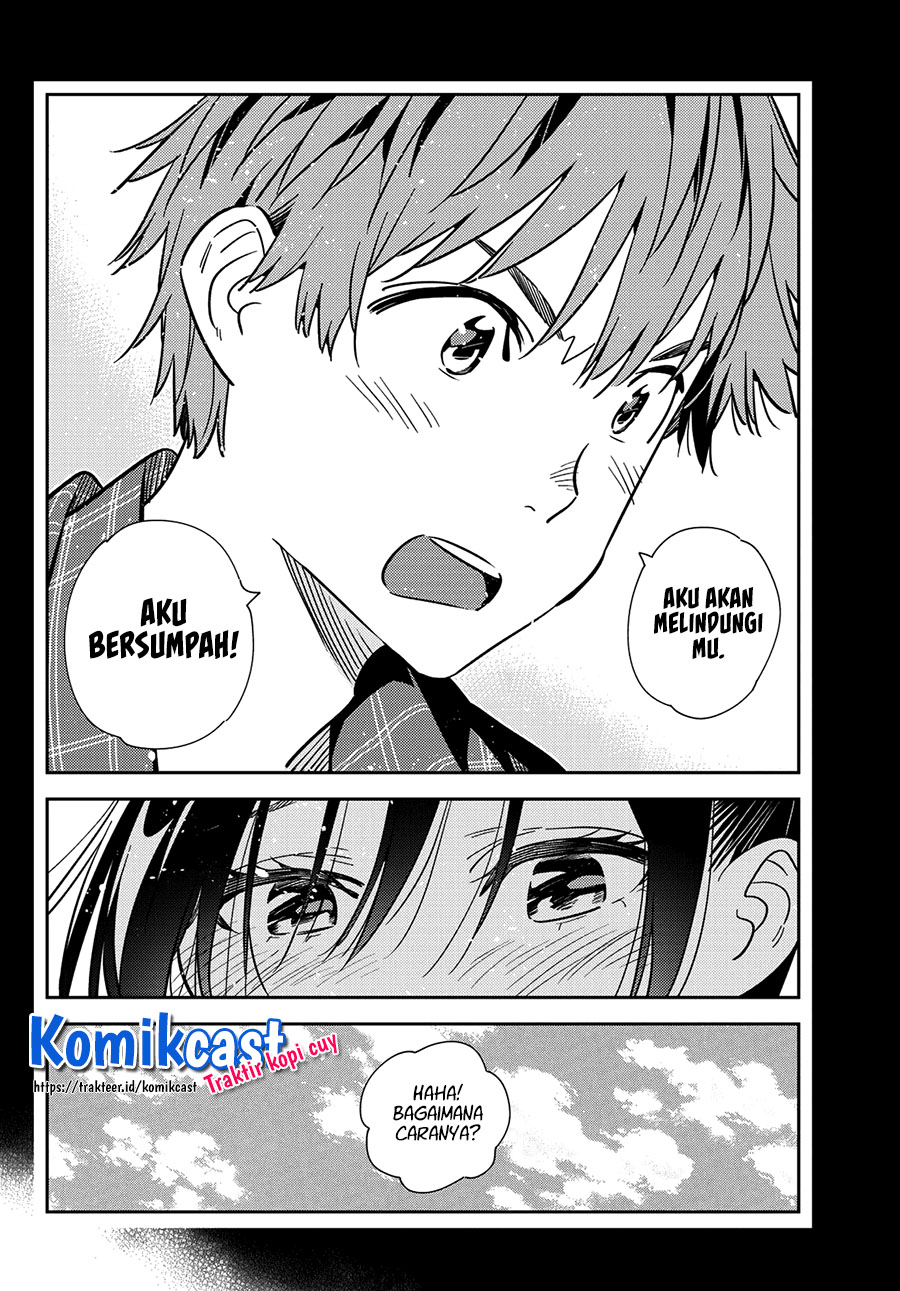 AKU AKAN
MELINDUNGI
MU.
AKU
BERSUMPAH!
Komikcast
Traktir kopi cuy
https://trakteer.id/komikcast
HAHA!
BAGAIMANA
CARANYA?